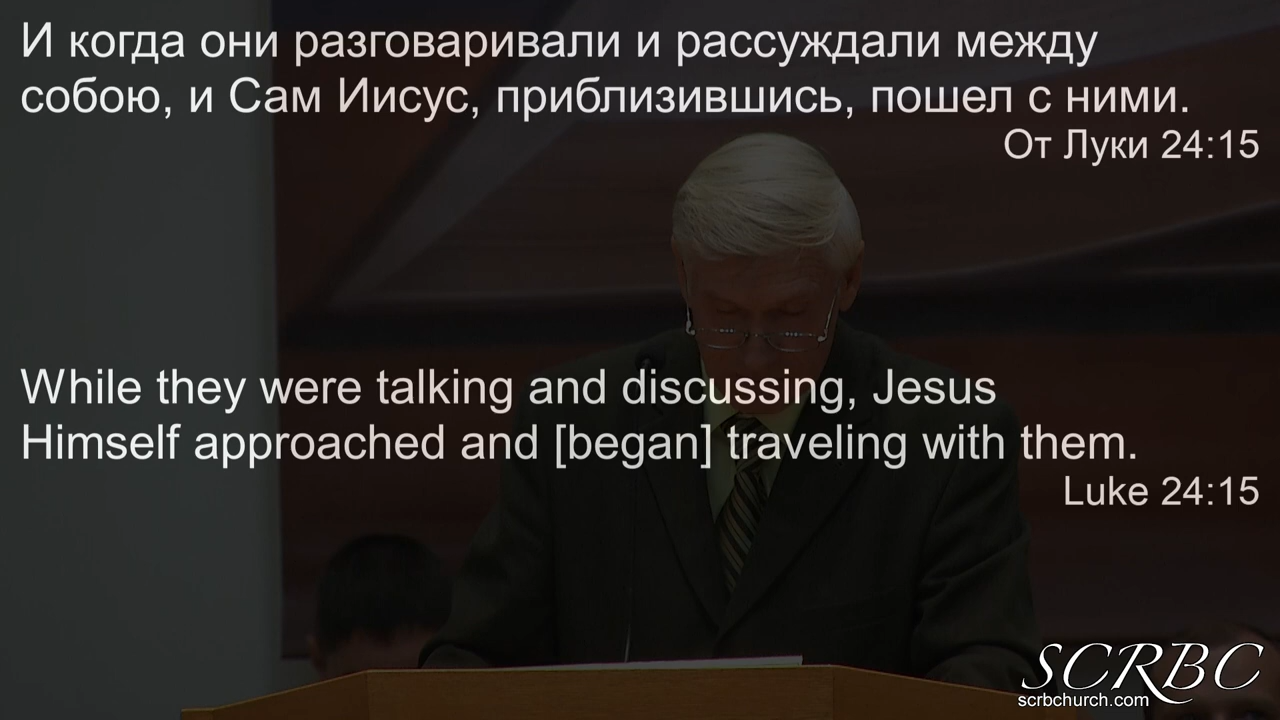 И когда они разговаривали и рассуждали между
собою, и Сам Иисус, приблизившись, пошел с ними.
От Луки 24:15
While they were talking and discussing, Jesus
Himself approached and [began] traveling with them.
Luke 24:15
SCRBC
scrbchurch.com